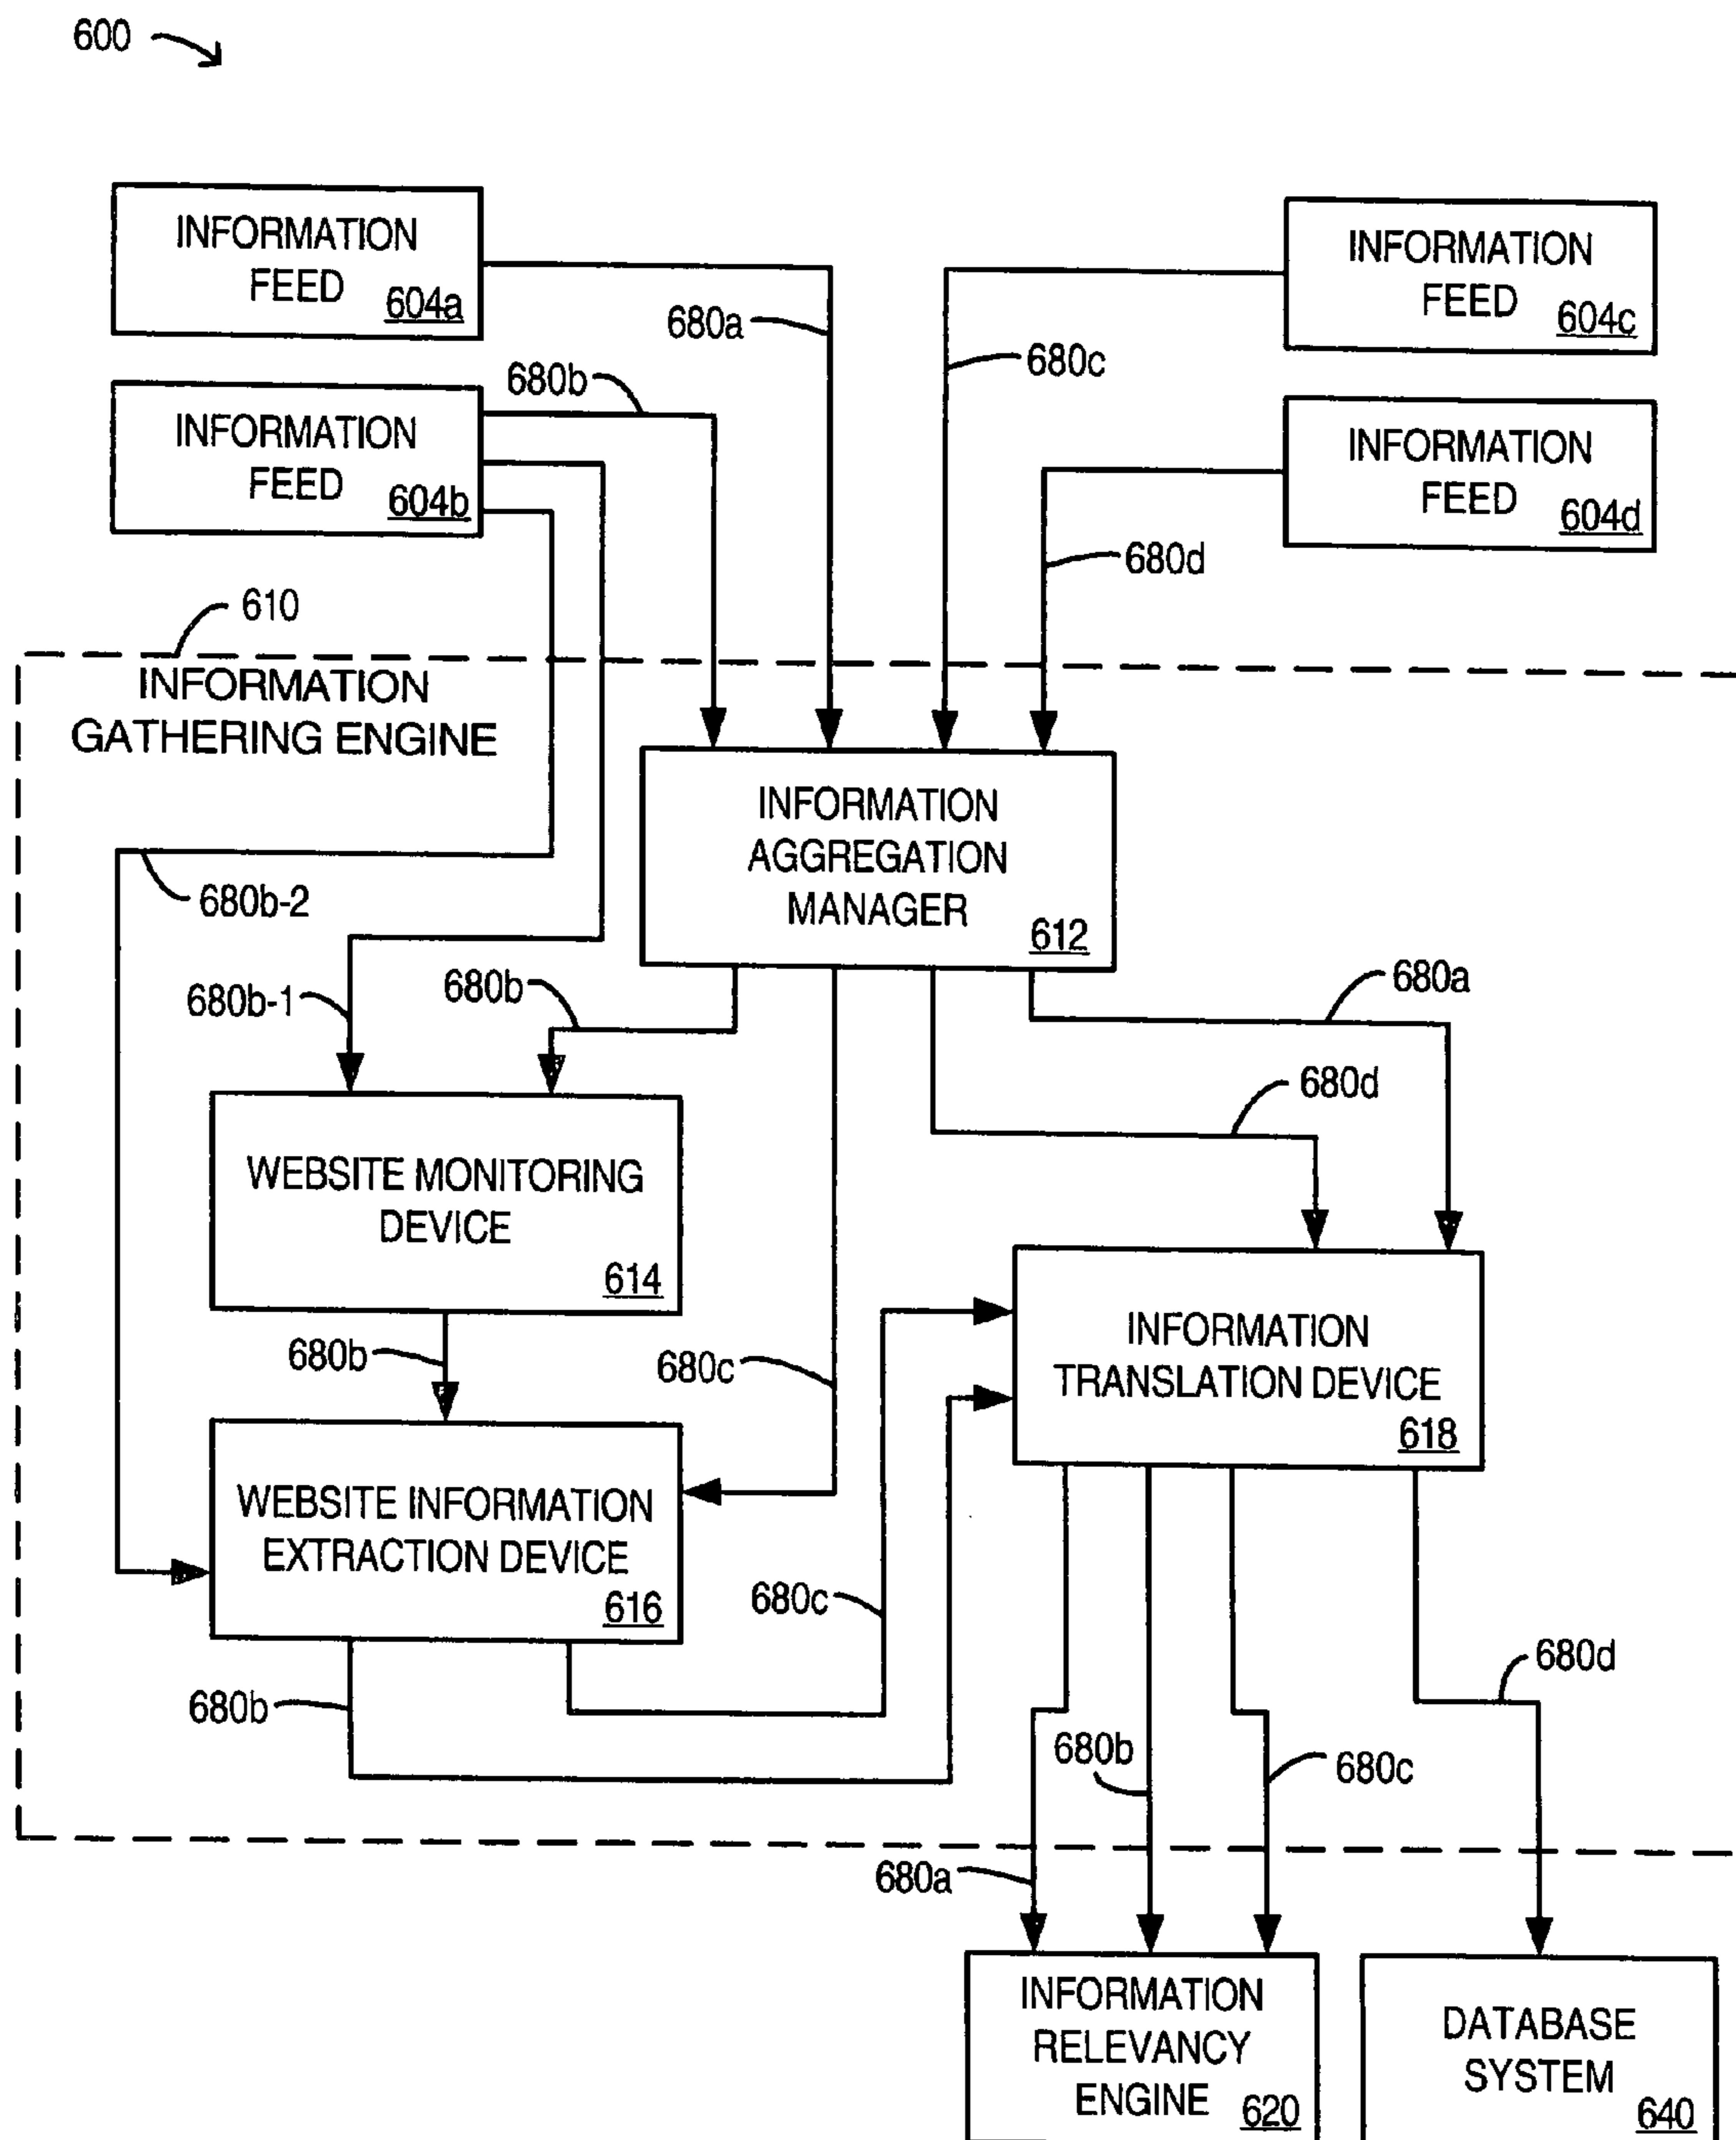 600
INFORMATION
FEED 604a
INFORMATION
FEED 604c
680a
680c
680b
INFORMATION
FEED 604b
INFORMATION
FEED 604d
680d
610
INFORMATION
GATHERING ENGINE
INFORMATION
AGGREGATION
MANAGER
612
680b-2
680b-1
680b
680a
680d
WEBSITE MONITORING
DEVICE
614
680b
680c
INFORMATION
TRANSLATION DEVICE
618
WEBSITE INFORMATION
EXTRACTION DEVICE
616
680c
680b
680d
680b
680c
680a
INFORMATION
RELEVANCY
ENGINE 620
DATABASE
SYSTEM
640